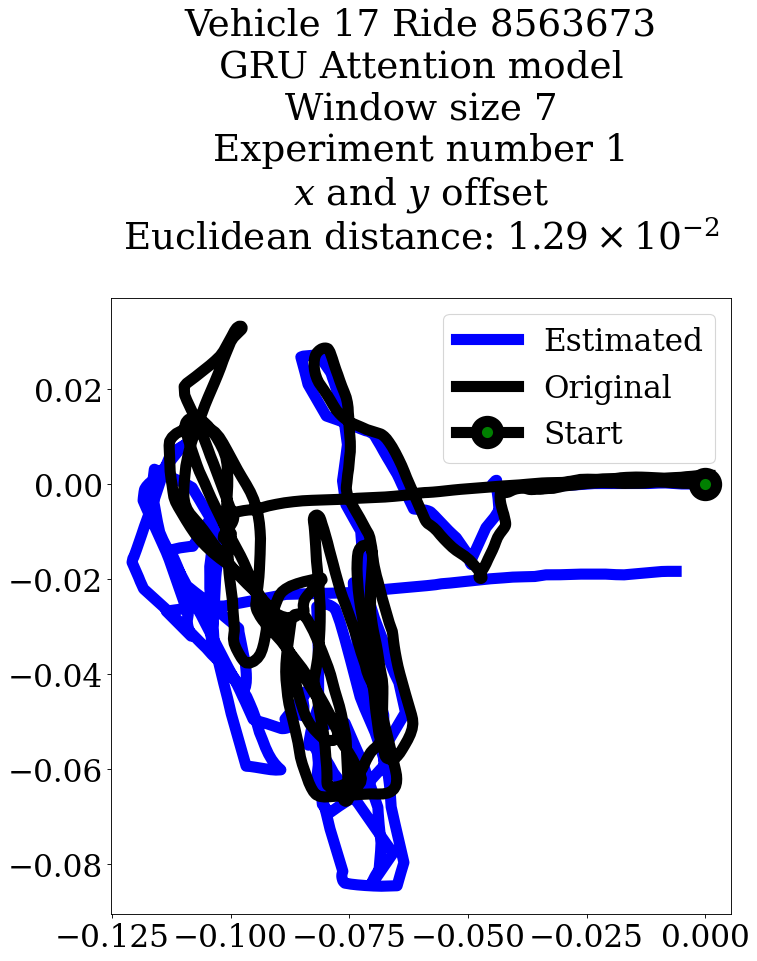 Vehicle 17 Ride 8563673
GRU Attention model
Window size 7
Experiment number 1
x and y offset
Euclidean distance: 1.29 × 10⁻²
Estimated
Original
Start
0.02
0.00
−0.02
−0.04
−0.06
−0.08
−0.125 −0.100 −0.075 −0.050 −0.025 0.000